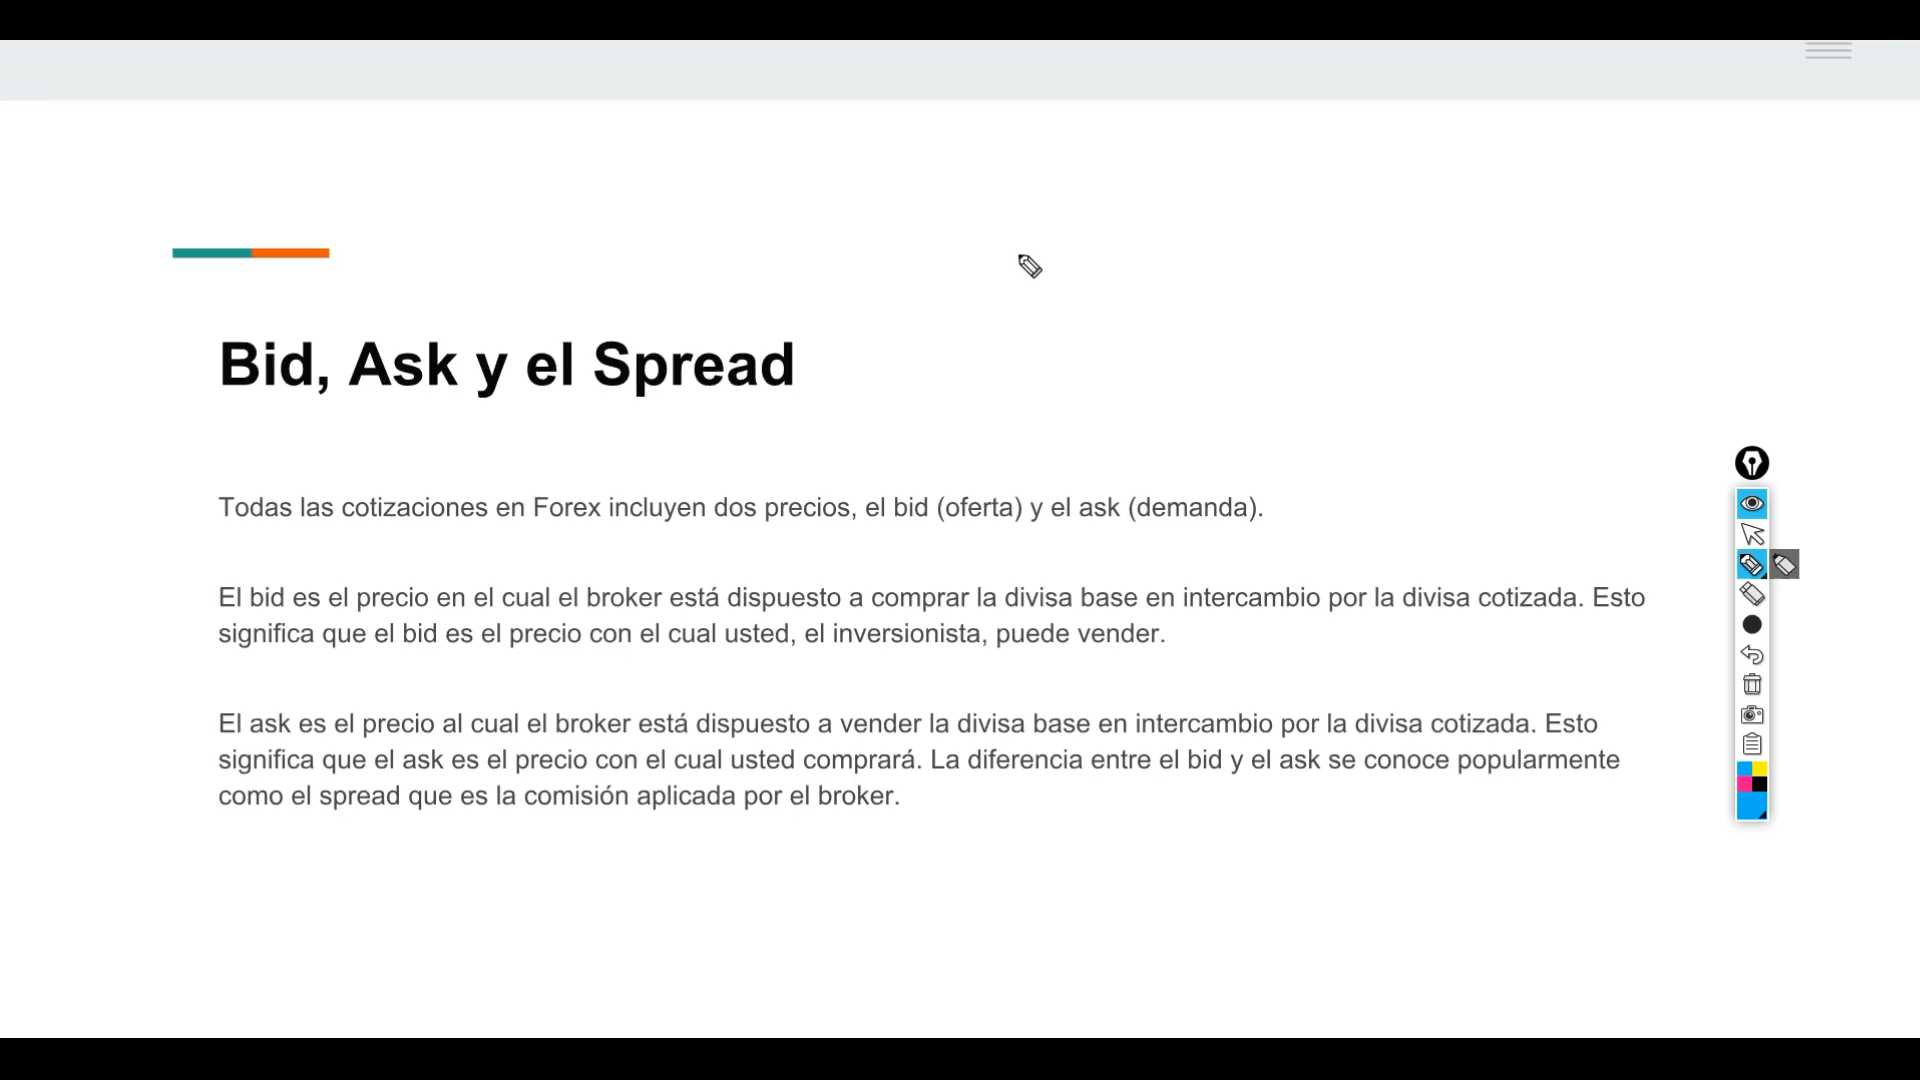 Bid, Ask y el Spread
Todas las cotizaciones en Forex incluyen dos precios, el bid (oferta) y el ask (demanda).
El bid es el precio en el cual el broker está dispuesto a comprar la divisa base en intercambio por la divisa cotizada. Esto
significa que el bid es el precio con el cual usted, el inversionista, puede vender.
El ask es el precio al cual el broker está dispuesto a vender la divisa base en intercambio por la divisa cotizada. Esto
significa que el ask es el precio con el cual usted comprará. La diferencia entre el bid y el ask se conoce popularmente
como el spread que es la comisión aplicada por el broker.